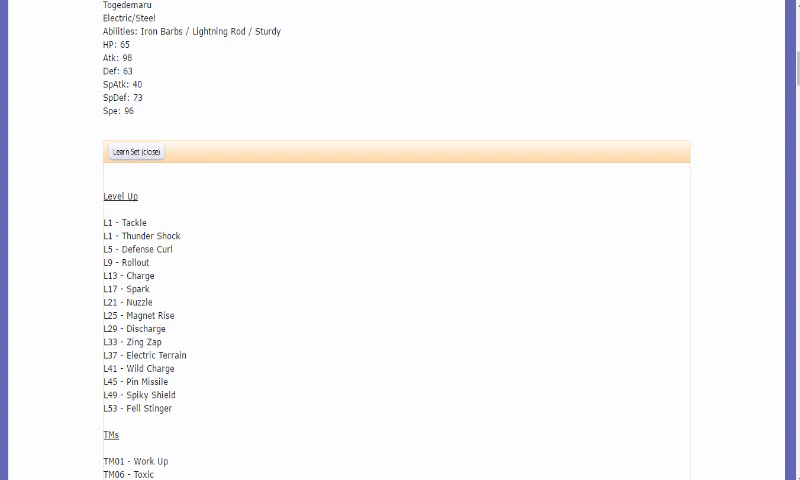 Togedemaru
Electric/Steel
Abilities: Iron Barbs / Lightning Rod / Sturdy
HP: 65
Atk: 98
Def: 63
SpAtk: 40
SpDef: 73
Spe: 96
Learn Set (close)
Level Up
L1 - Tackle
L1 - Thunder Shock
L5 - Defense Curl
L9 - Rollout
L13 - Charge
L17 - Spark
L21 - Nuzzle
L25 - Magnet Rise
L29 - Discharge
L33 - Zing Zap
L37 - Electric Terrain
L41 - Wild Charge
L45 - Pin Missile
L49 - Spiky Shield
L53 - Fell Stinger
TMs
TM01 - Work Up
TM06 - Toxic